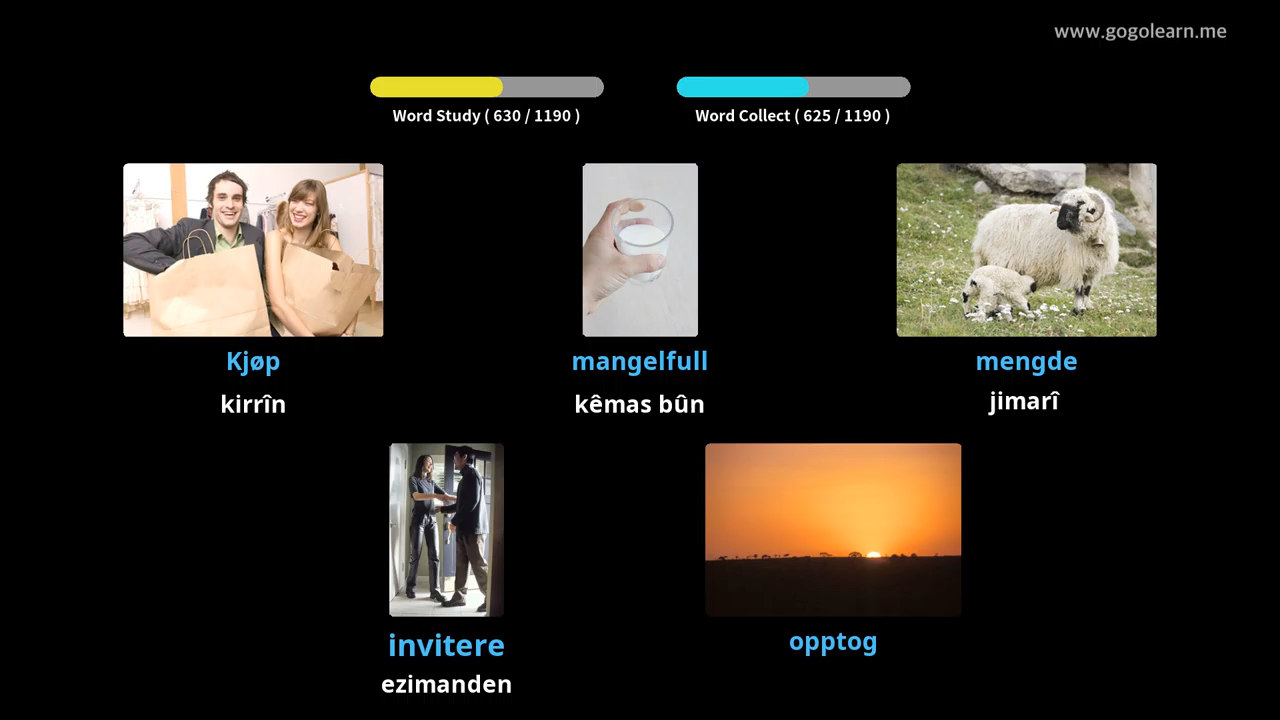 www.gogolearn.me
Word Study ( 630 / 1190 )
Word Collect ( 625 / 1190 )
Kjøp
kirrîn
mangelfull
kêmas bûn
mengde
jimarî
invitere
ezimanden
opptog